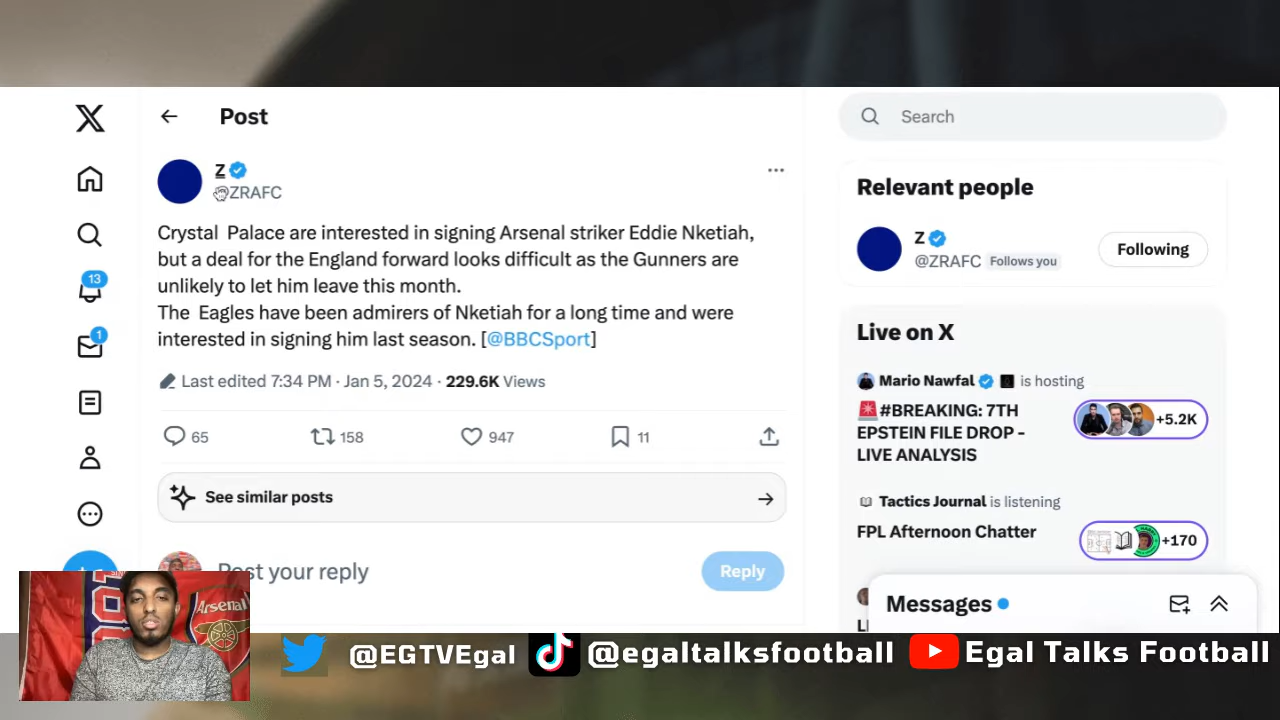 Post
Search
Z
@ZRAFC
Crystal Palace are interested in signing Arsenal striker Eddie Nketiah,
but a deal for the England forward looks difficult as the Gunners are
unlikely to let him leave this month.
The Eagles have been admirers of Nketiah for a long time and were
interested in signing him last season. [@BBCSport]
Last edited 7:34 PM · Jan 5, 2024 · 229.6K Views
65
158
947
11
See similar posts
Post your reply
Reply
13
1
Relevant people
Z
@ZRAFC Follows you
Following
Live on X
Mario Nawfal is hosting
#BREAKING: 7TH
EPSTEIN FILE DROP -
LIVE ANALYSIS
+5.2K
Tactics Journal is listening
FPL Afternoon Chatter
+170
Messages
Arsenal
@EGTVEgal
@egaltalksfootball
Egal Talks Football